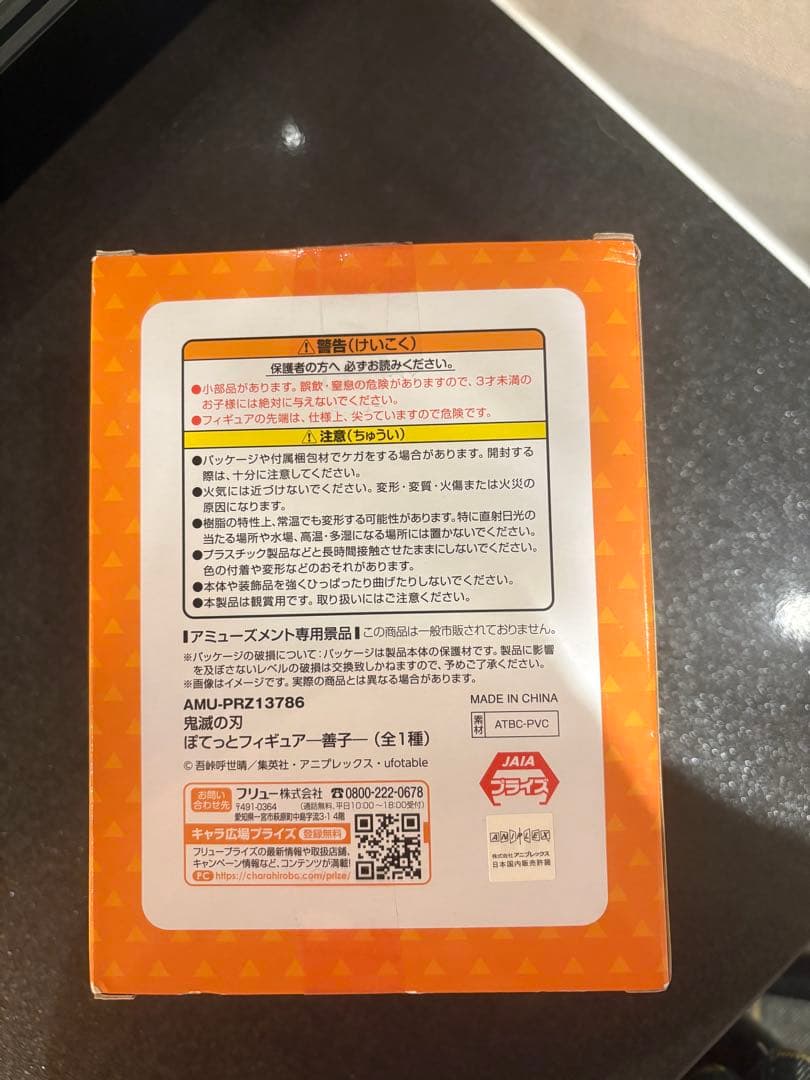 ⚠警告(けいこく)
保護者の方へ 必ずお読みください。
●小部品があります。誤飲・窒息の危険がありますので、3才未満の
お子様には絶対に与えないでください。
●フィギュアの先端は、仕様上、尖っていますので危険です。
⚠注意(ちゅうい)
●パッケージや付属梱包材でケガをする場合があります。開封する
際は、十分に注意してください。
●火気には近づけないでください。変形・変質・火傷または火災の
原因になります。
●樹脂の特性上、常温でも変形する可能性があります。特に直射日光の
当たる場所や水場、高温・多湿になる場所には置かないでください。
●プラスチック製品などと長時間接触させたままにしないでください。
色の付着や変形などのおそれがあります。
●本体や装飾品を強くひっぱったり曲げたりしないでください。
●本製品は観賞用です。取り扱いにはご注意ください。
アミューズメント専用景品 この商品は一般市販されておりません。
※パッケージの破損について:パッケージは製品本体の保護材です。製品に影響
を及ぼさないレベルの破損は交換致しかねますので、予めご了承ください。
※画像はイメージです。実際の商品とは異なる場合があります。
AMU-PRZ13786
MADE IN CHINA
鬼滅の刃
素材 ATBC-PVC
ぽてっとフィギュア―善子―(全1種)
©吾峠呼世晴/集英社・アニプレックス・ufotable
JAIA
プライズ
お問い合わせ先 フリュー株式会社 ☎0800-222-0678
〒491-0364 (通話無料、平日10:00~18:00受付)
愛知県一宮市萩原町中島字流3-1 4階
キャラ広場プライズ 登録無料
フリュープライズの最新情報や取扱店舗、
キャンペーン情報など、コンテンツが満載!
PC https://charahiroba.com/prize/
ANIPLEX
株式会社アニプレックス
日本国内販売許諾